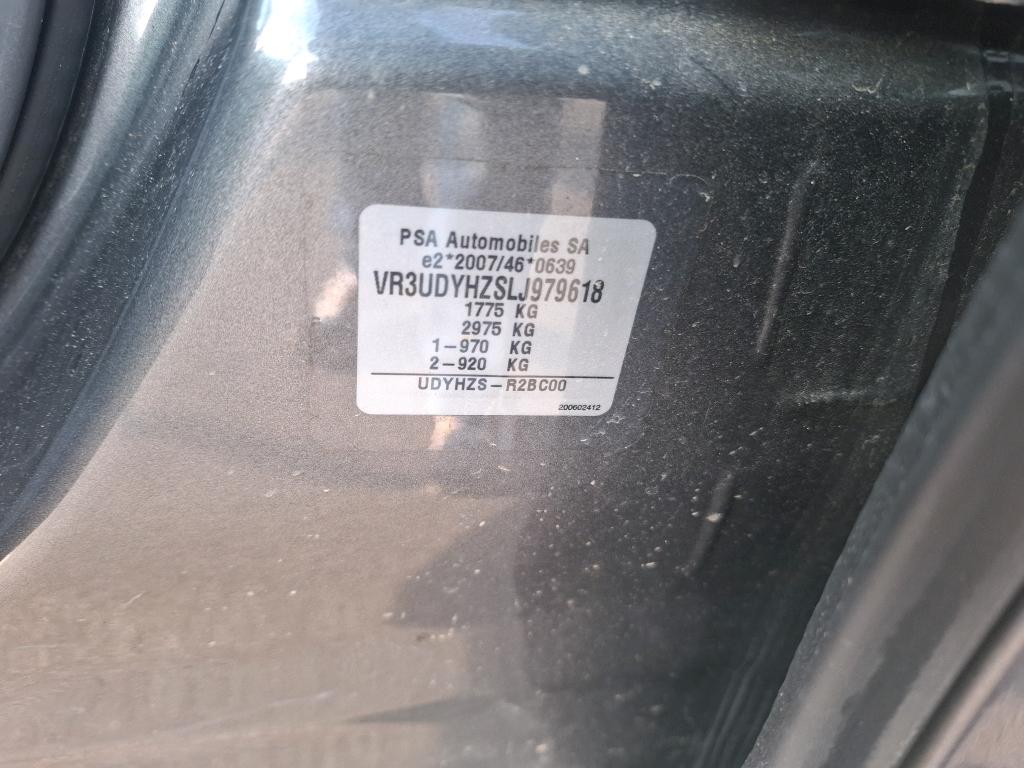 PSA Automobiles SA
e2*2007/46*0639
VR3UDYHZSLJ979618
1775 KG
2975 KG
1-970 KG
2-920 KG
UDYHZS-R2BC00
200602412